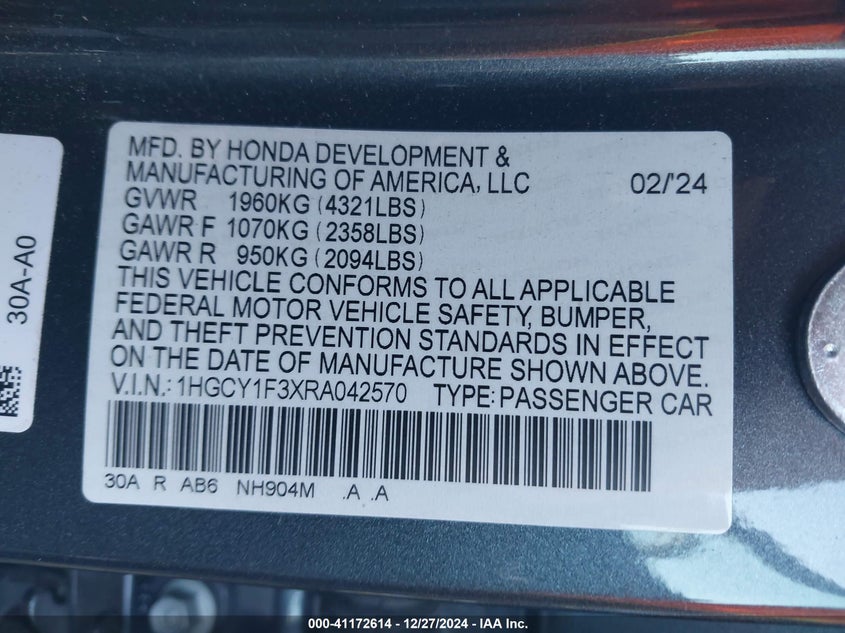 MFD. BY HONDA DEVELOPMENT &
MANUFACTURING OF AMERICA, LLC 02/'24
GVWR 1960KG (4321LBS)
GAWR F 1070KG (2358LBS)
GAWR R 950KG (2094LBS)
THIS VEHICLE CONFORMS TO ALL APPLICABLE
FEDERAL MOTOR VEHICLE SAFETY, BUMPER,
AND THEFT PREVENTION STANDARDS IN EFFECT
ON THE DATE OF MANUFACTURE SHOWN ABOVE.
V.I.N.: 1HGCY1F3XRA042570 TYPE: PASSENGER CAR
30A R AB6 NH904M .A .A
30A-A0
000-41172614 - 12/27/2024 - IAA Inc.